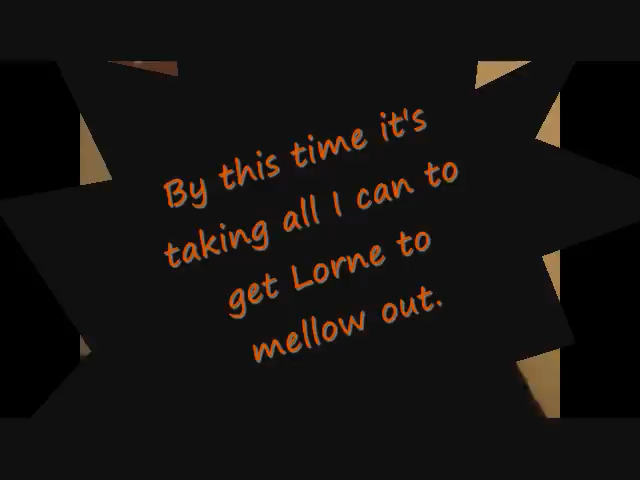 By this time it's
taking all I can to
get Lorne to
mellow out.